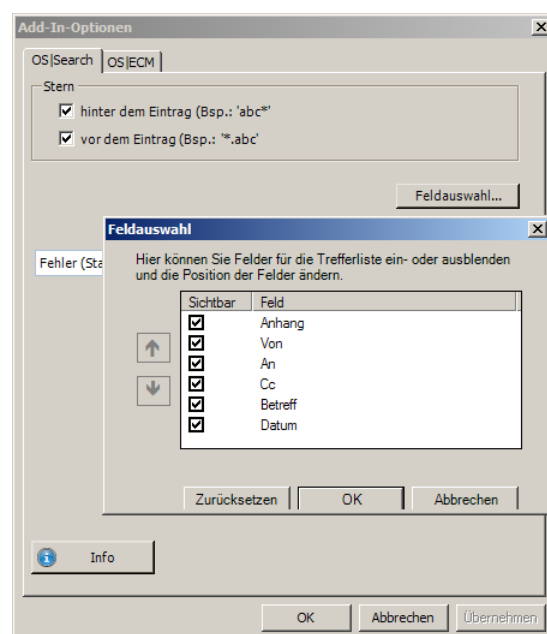 Add-In-Optionen
OS|Search OS|ECM
Stern
hinter dem Eintrag (Bsp.: 'abc*'
vor dem Eintrag (Bsp.: '*.abc'
Feldauswahl...
Feldauswahl
Fehler (Sta
Hier können Sie Felder für die Trefferliste ein- oder ausblenden
und die Position der Felder ändern.
Sichtbar Feld
Anhang
Von
An
Cc
Betreff
Datum
Zurücksetzen OK Abbrechen
Info
OK Abbrechen Übernehmen